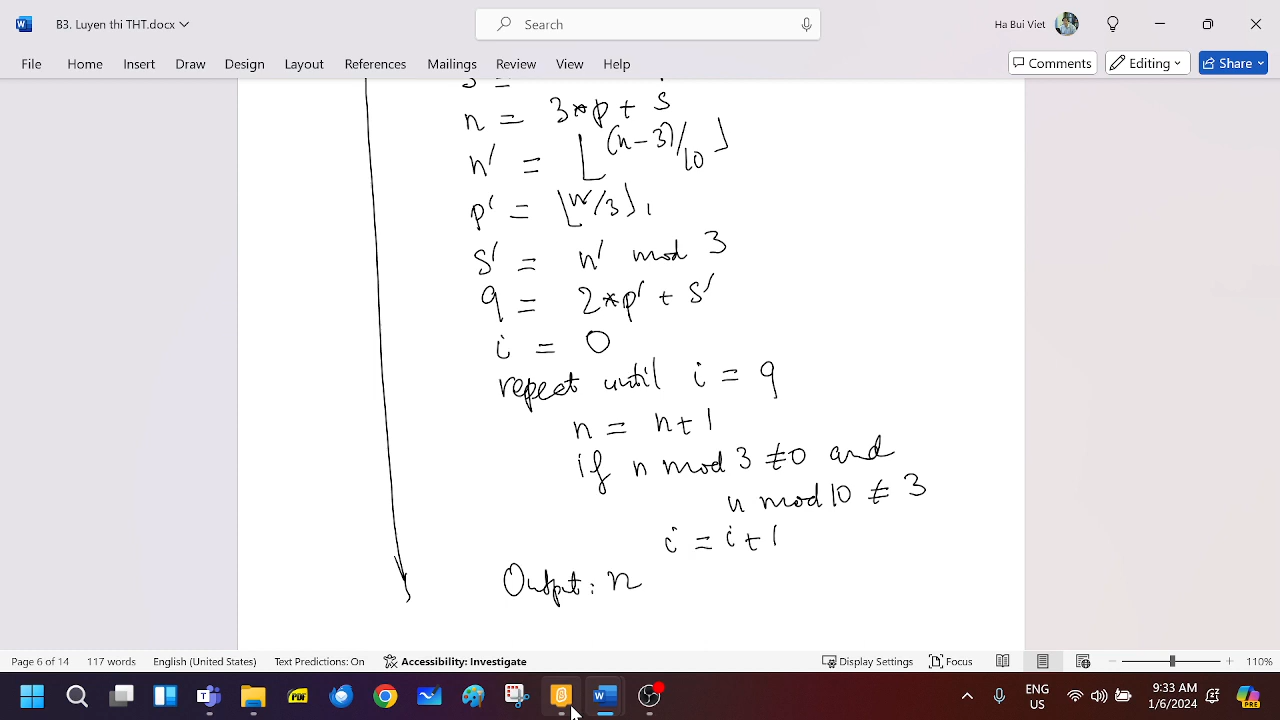 B3. Luyen thi THT.docx
Search
Ha Bui Viet
File Home Insert Draw Design Layout References Mailings Review View Help
Comments Editing Share
n = 3*p + s
n' = ⌊(n-3)/10⌋
p' = ⌊n'/3⌋
s' = n' mod 3
q = 2*p' + s'
i = 0
repeat until i = q
n = n+1
if n mod 3 ≠ 0 and
n mod 10 ≠ 3
i = i+1
Output: n
Page 6 of 14 117 words English (United States) Text Predictions: On Accessibility: Investigate Display Settings Focus 110%
ENG
US
9:33 AM
1/6/2024